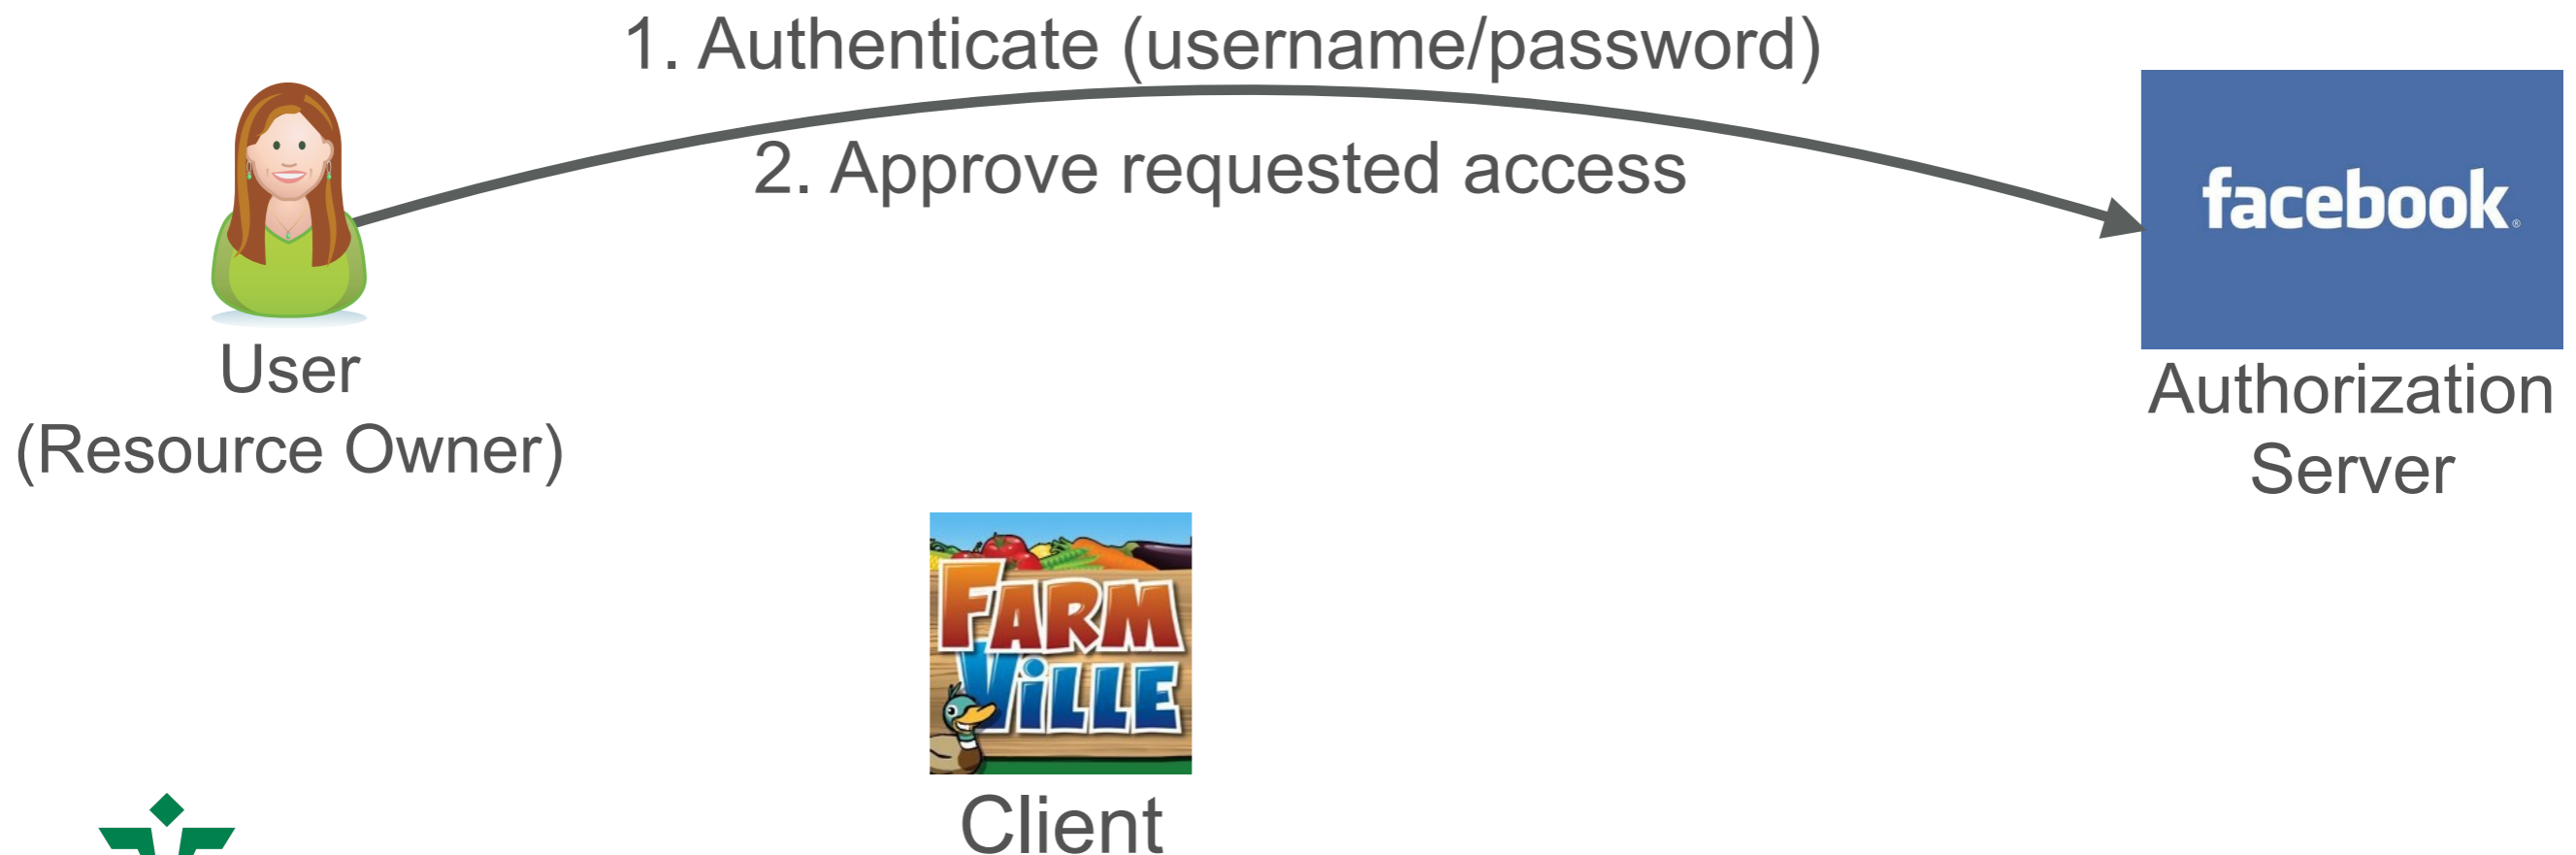 1. Authenticate (username/password)
2. Approve requested access
facebook®
User
(Resource Owner)
Authorization
Server
FARM
VILLE
Client